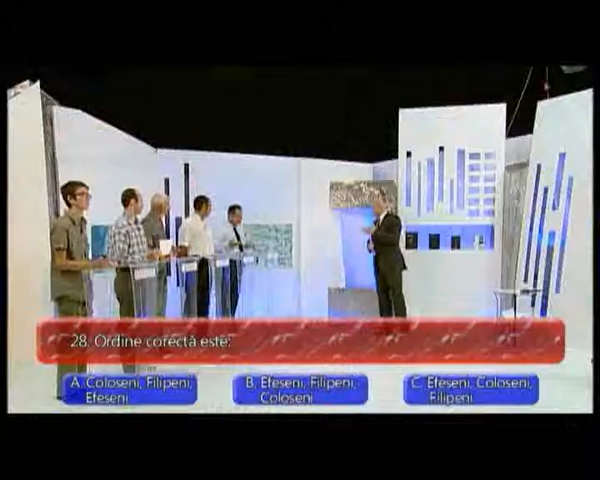 28. Ordine corectă este:
A. Coloseni, Filipeni,
Efeseni
B. Efeseni, Filipeni,
Coloseni
C. Efeseni, Coloseni,
Filipeni